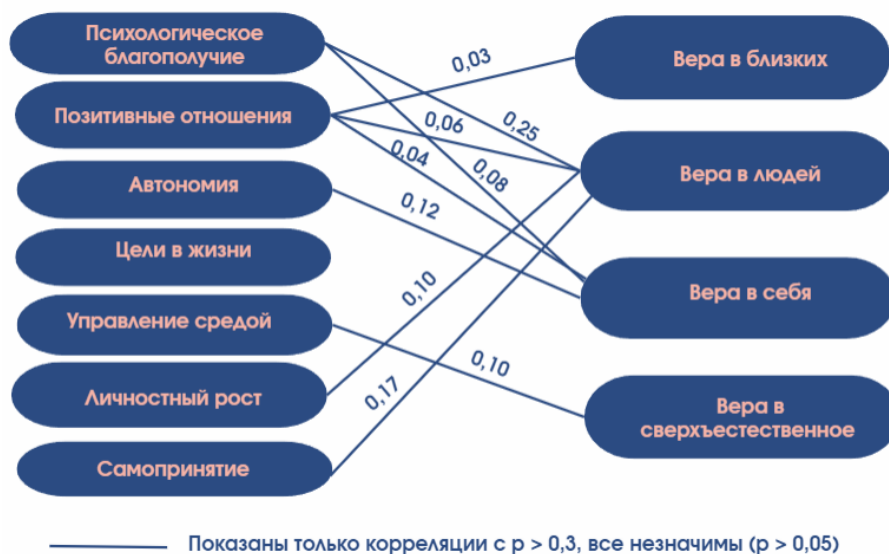 Психологическое
благополучие
Позитивные отношения
Автономия
Цели в жизни
Управление средой
Личностный рост
Самопринятие
0,03
0,25
0,06
0,04
0,08
0,12
0,10
0,10
0,17
Вера в близких
Вера в людей
Вера в себя
Вера в
сверхъестественное
Показаны только корреляции с p > 0,3, все незначимы (p > 0,05)